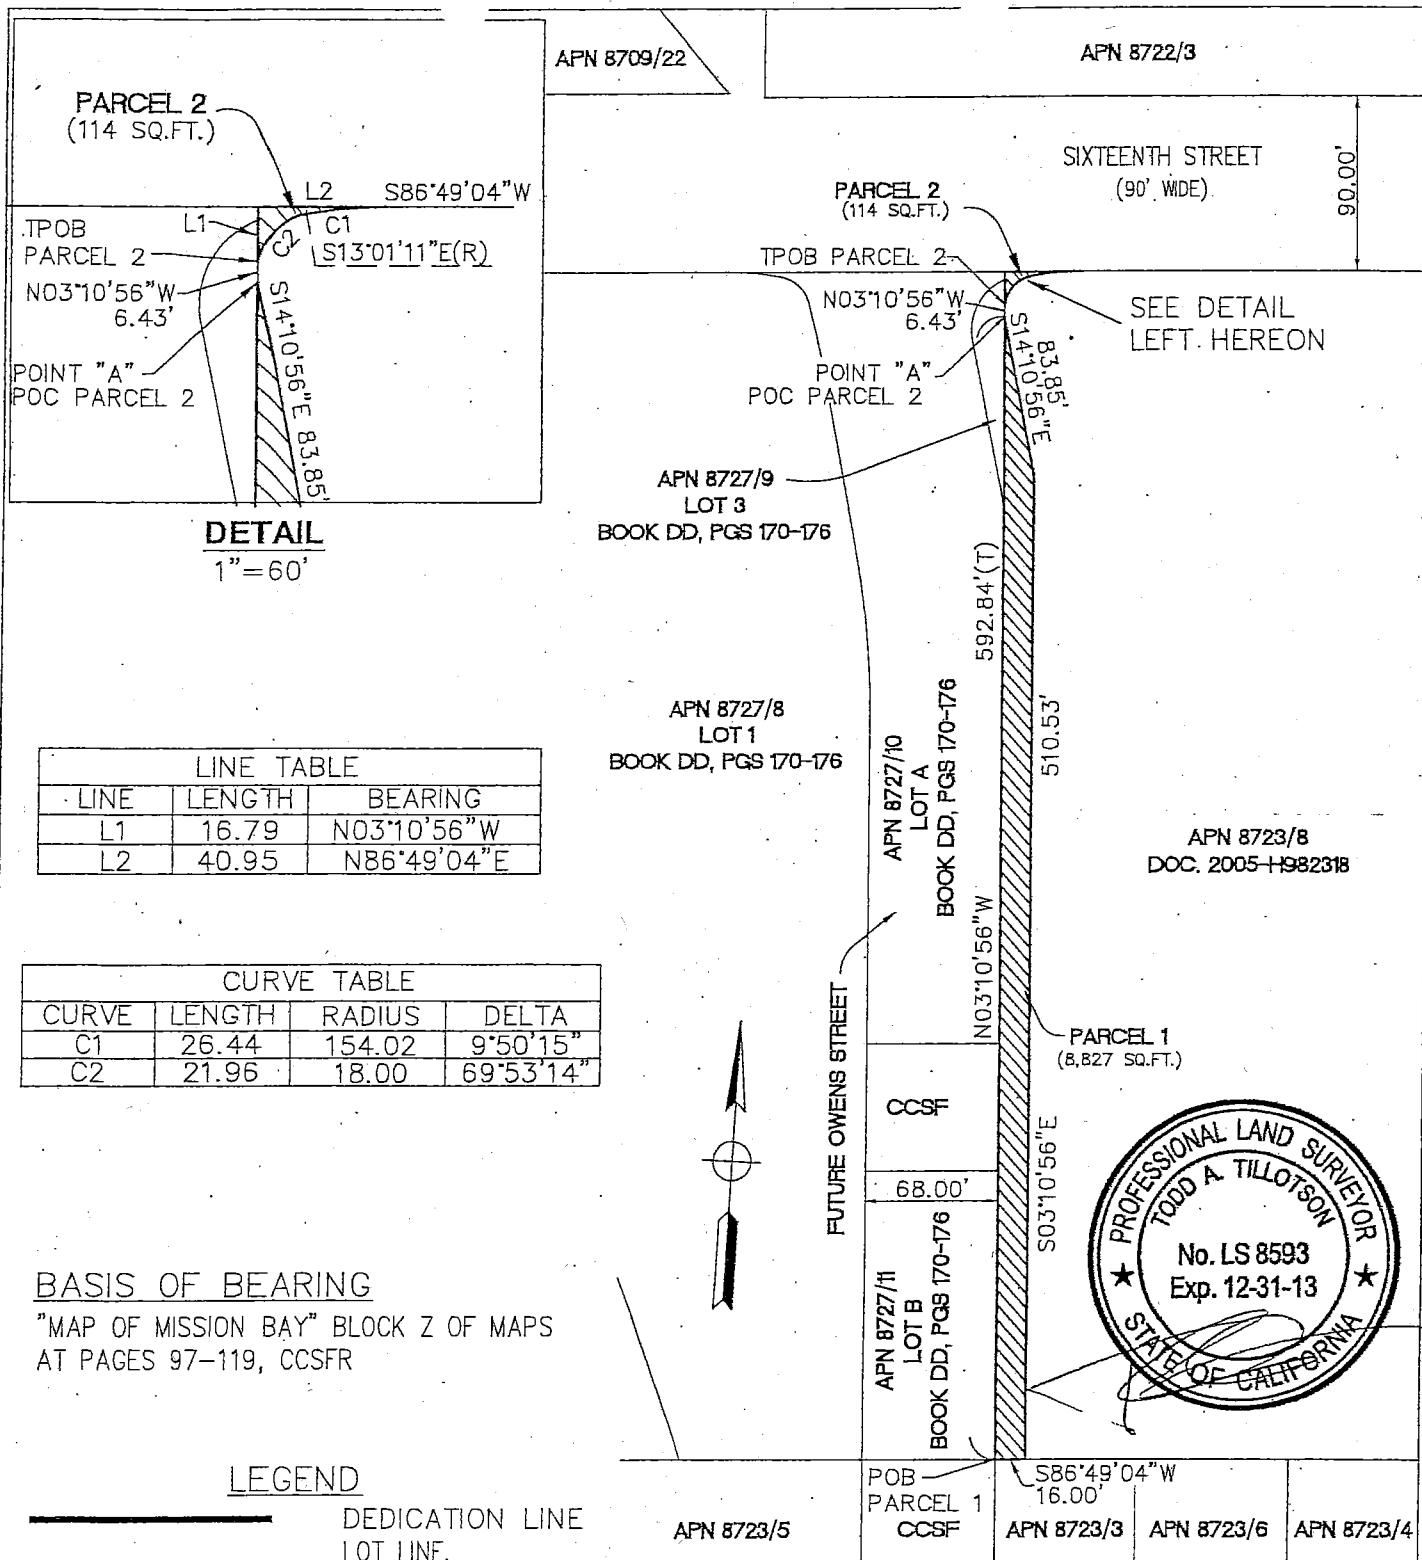 APN 8709/22
APN 8722/3
PARCEL 2
(114 SQ.FT.)
L2
S86°49'04"W
L1
C1
C2
TPOB
PARCEL 2
S13°01'11"E(R)
N03°10'56"W
6.43'
POINT "A"
POC PARCEL 2
S14°10'56"E 83.85'
DETAIL
1"=60'
SIXTEENTH STREET
(90' WIDE)
90.00'
PARCEL 2
(114 SQ.FT.)
TPOB PARCEL 2
N03°10'56"W
6.43'
POINT "A"
POC PARCEL 2
83.85'
S14°10'56"E
SEE DETAIL
LEFT HEREON
APN 8727/9
LOT 3
BOOK DD, PGS 170-176
592.84'(T)
N03°10'56"W
510.53'
S03°10'56"E
APN 8727/8
LOT 1
BOOK DD, PGS 170-176
APN 8727/10
LOT A
BOOK DD, PGS 170-176
APN 8723/8
DOC. 2005-H982318
LINE TABLE
LINE LENGTH BEARING
L1 16.79 N03°10'56"W
L2 40.95 N86°49'04"E
CURVE TABLE
CURVE LENGTH RADIUS DELTA
C1 26.44 154.02 9°50'15"
C2 21.96 18.00 69°53'14"
FUTURE OWENS STREET
PARCEL 1
(8,827 SQ.FT.)
CCSF
68.00'
APN 8727/11
LOT B
BOOK DD, PGS 170-176
PROFESSIONAL LAND SURVEYOR
TODD A. TILLOTSON
No. LS 8593
Exp. 12-31-13
STATE OF CALIFORNIA
BASIS OF BEARING
"MAP OF MISSION BAY" BLOCK Z OF MAPS
AT PAGES 97-119, CCSFR
LEGEND
DEDICATION LINE
LOT LINE
POB
PARCEL 1
S86°49'04"W
16.00'
APN 8723/5
CCSF
APN 8723/3
APN 8723/6
APN 8723/4